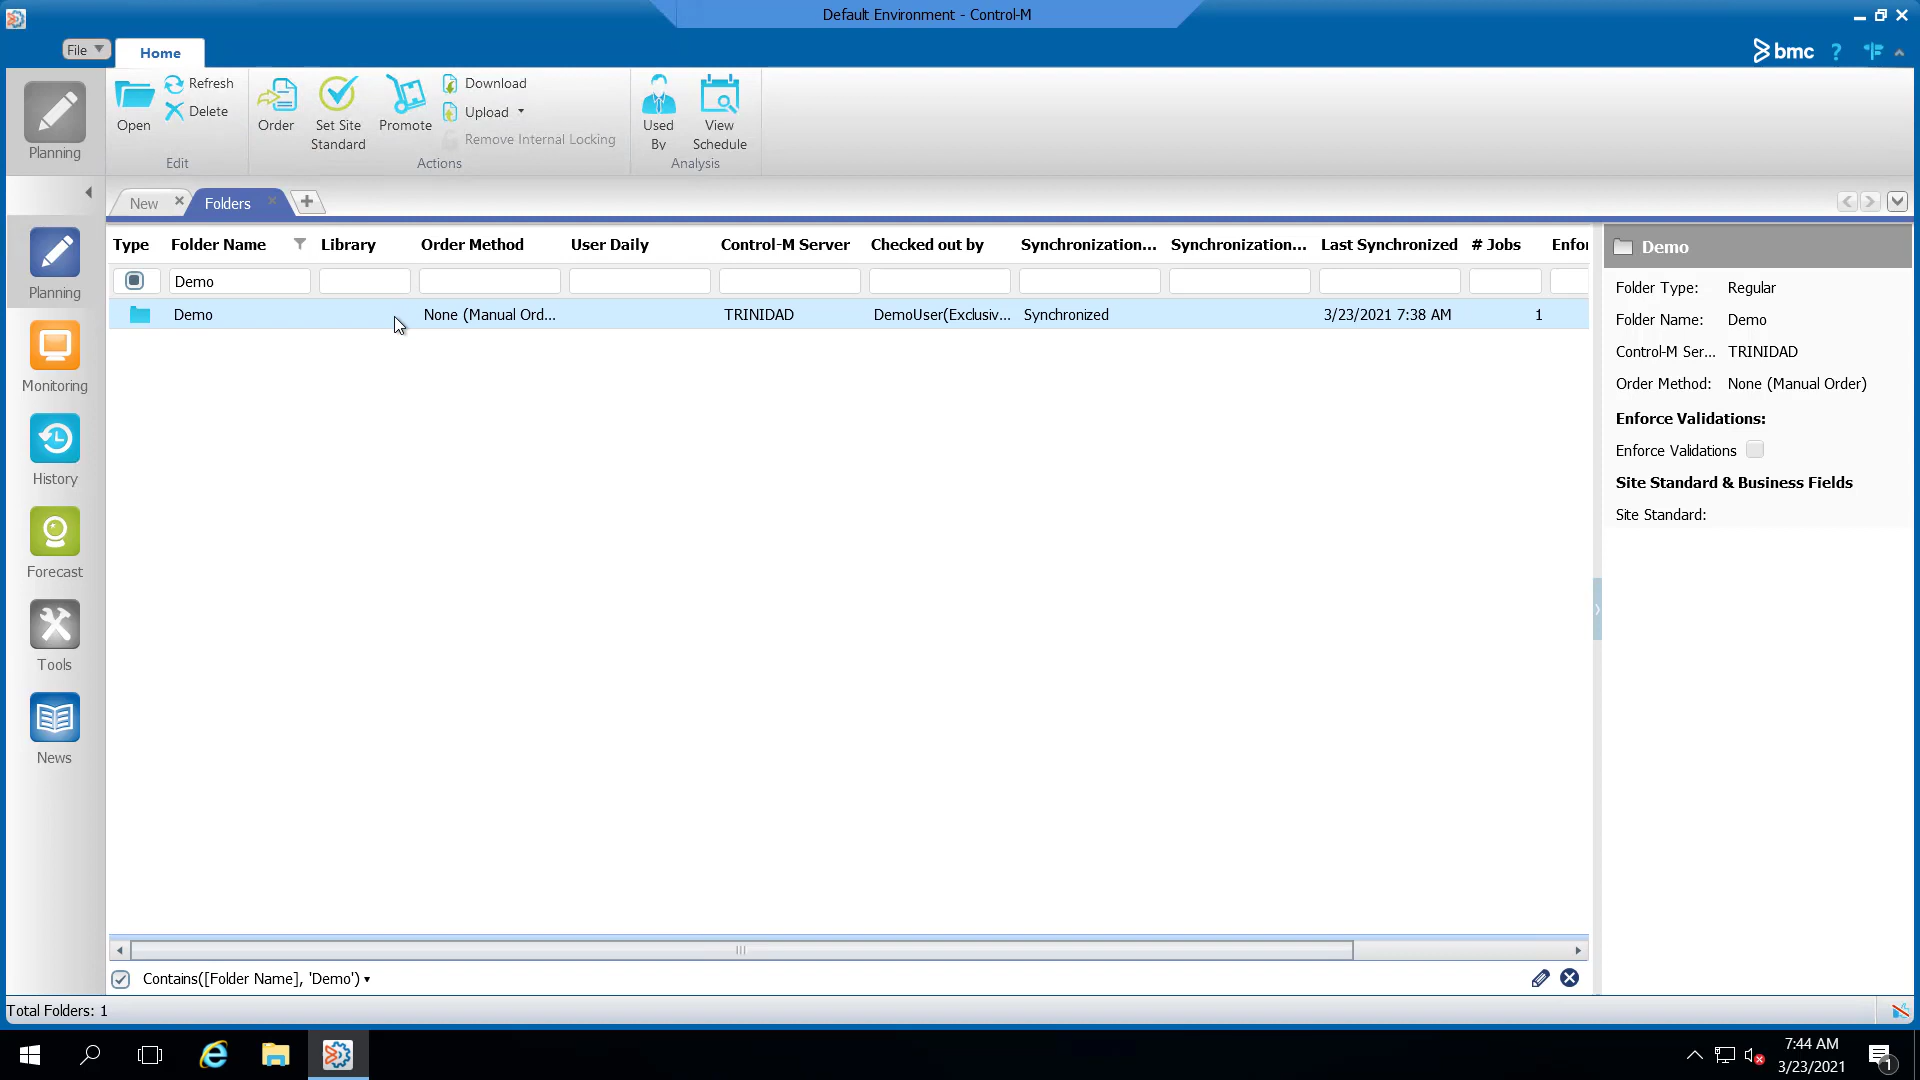 Default Environment - Control-M
File
Home
bmc
?
Open
Refresh
Delete
Edit
Order
Set Site Standard
Promote
Download
Upload
Remove Internal Locking
Actions
Used By
View Schedule
Analysis
Planning
New
Folders
Type Folder Name Library Order Method User Daily Control-M Server Checked out by Synchronization... Synchronization... Last Synchronized # Jobs Enfor
Demo
Demo None (Manual Ord... TRINIDAD DemoUser(Exclusiv... Synchronized 3/23/2021 7:38 AM 1
Planning
Monitoring
History
Forecast
Tools
News
Demo
Folder Type: Regular
Folder Name: Demo
Control-M Ser... TRINIDAD
Order Method: None (Manual Order)
Enforce Validations:
Enforce Validations
Site Standard & Business Fields
Site Standard:
Contains([Folder Name], 'Demo')
Total Folders: 1
7:44 AM
3/23/2021
1